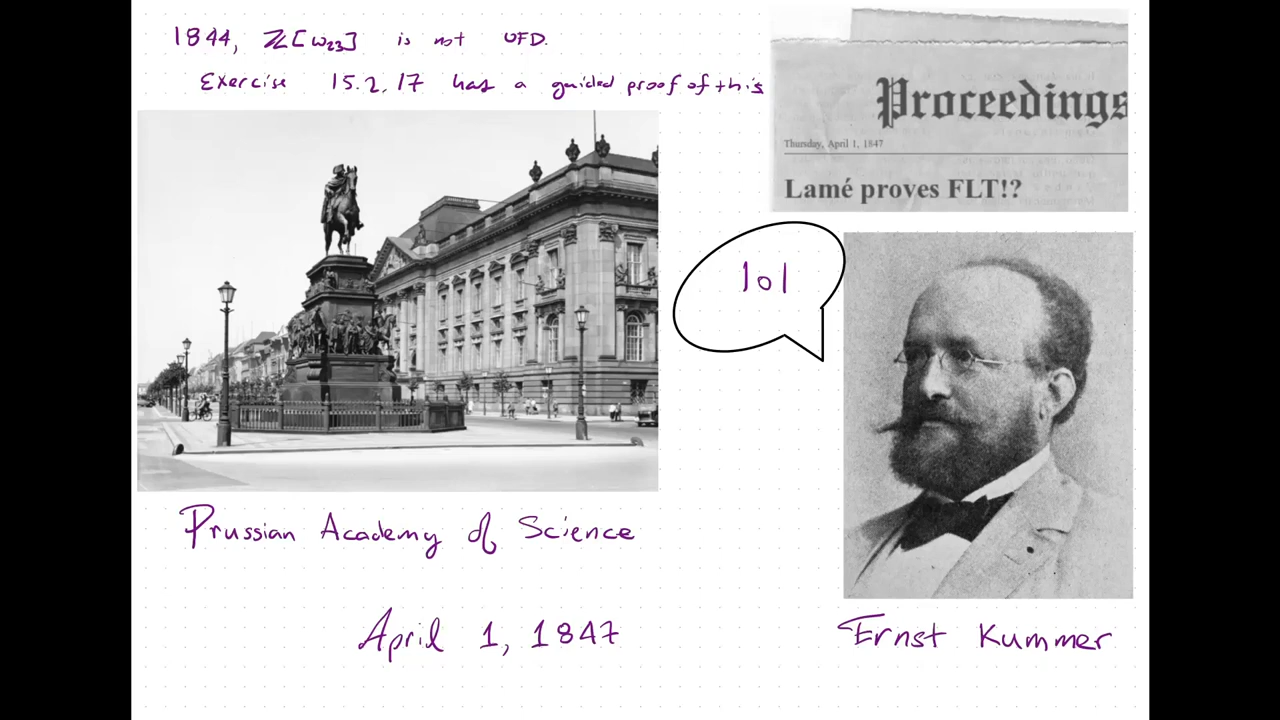 1844, ℤ[ω₂₃] is not UFD.
Exercise 15.2.17 has a guided proof of this
Proceedings
Thursday, April 1, 1847
Lamé proves FLT!?
lol
Prussian Academy of Science
April 1, 1847
Ernst Kummer